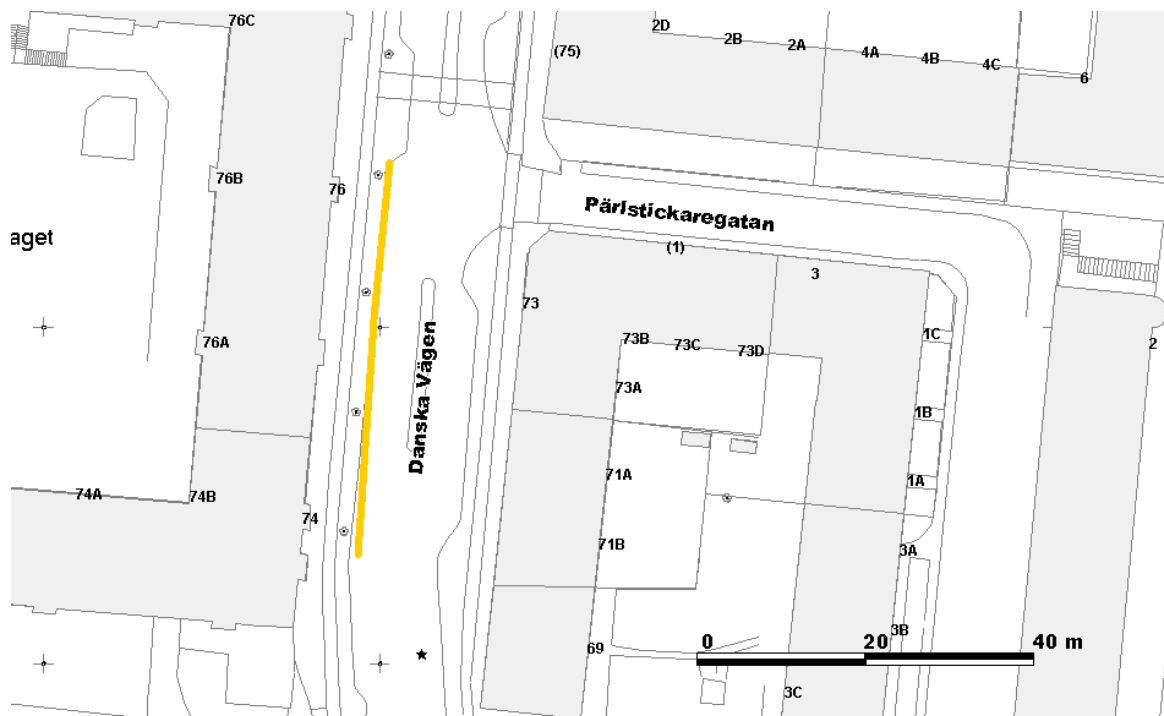 76C
2D
2B
2A
4A
4B
4C
6
(75)
76B
76
Pärlstickaregatan
aget
(1)
3
73
76A
73B
73C
73D
1C
2
Danska Vägen
73A
1B
71A
1A
74A
74B
74
71B
3A
3B
69
0 20 40 m
3C